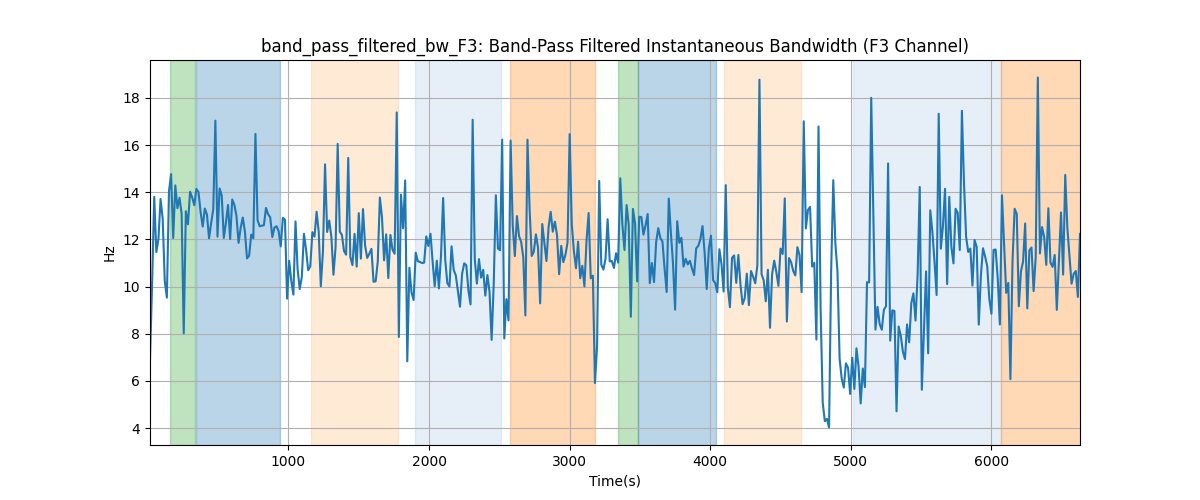 band_pass_filtered_bw_F3: Band-Pass Filtered Instantaneous Bandwidth (F3 Channel)
18
16
14
12
10
8
6
4
Hz
1000 2000 3000 4000 5000 6000
Time(s)